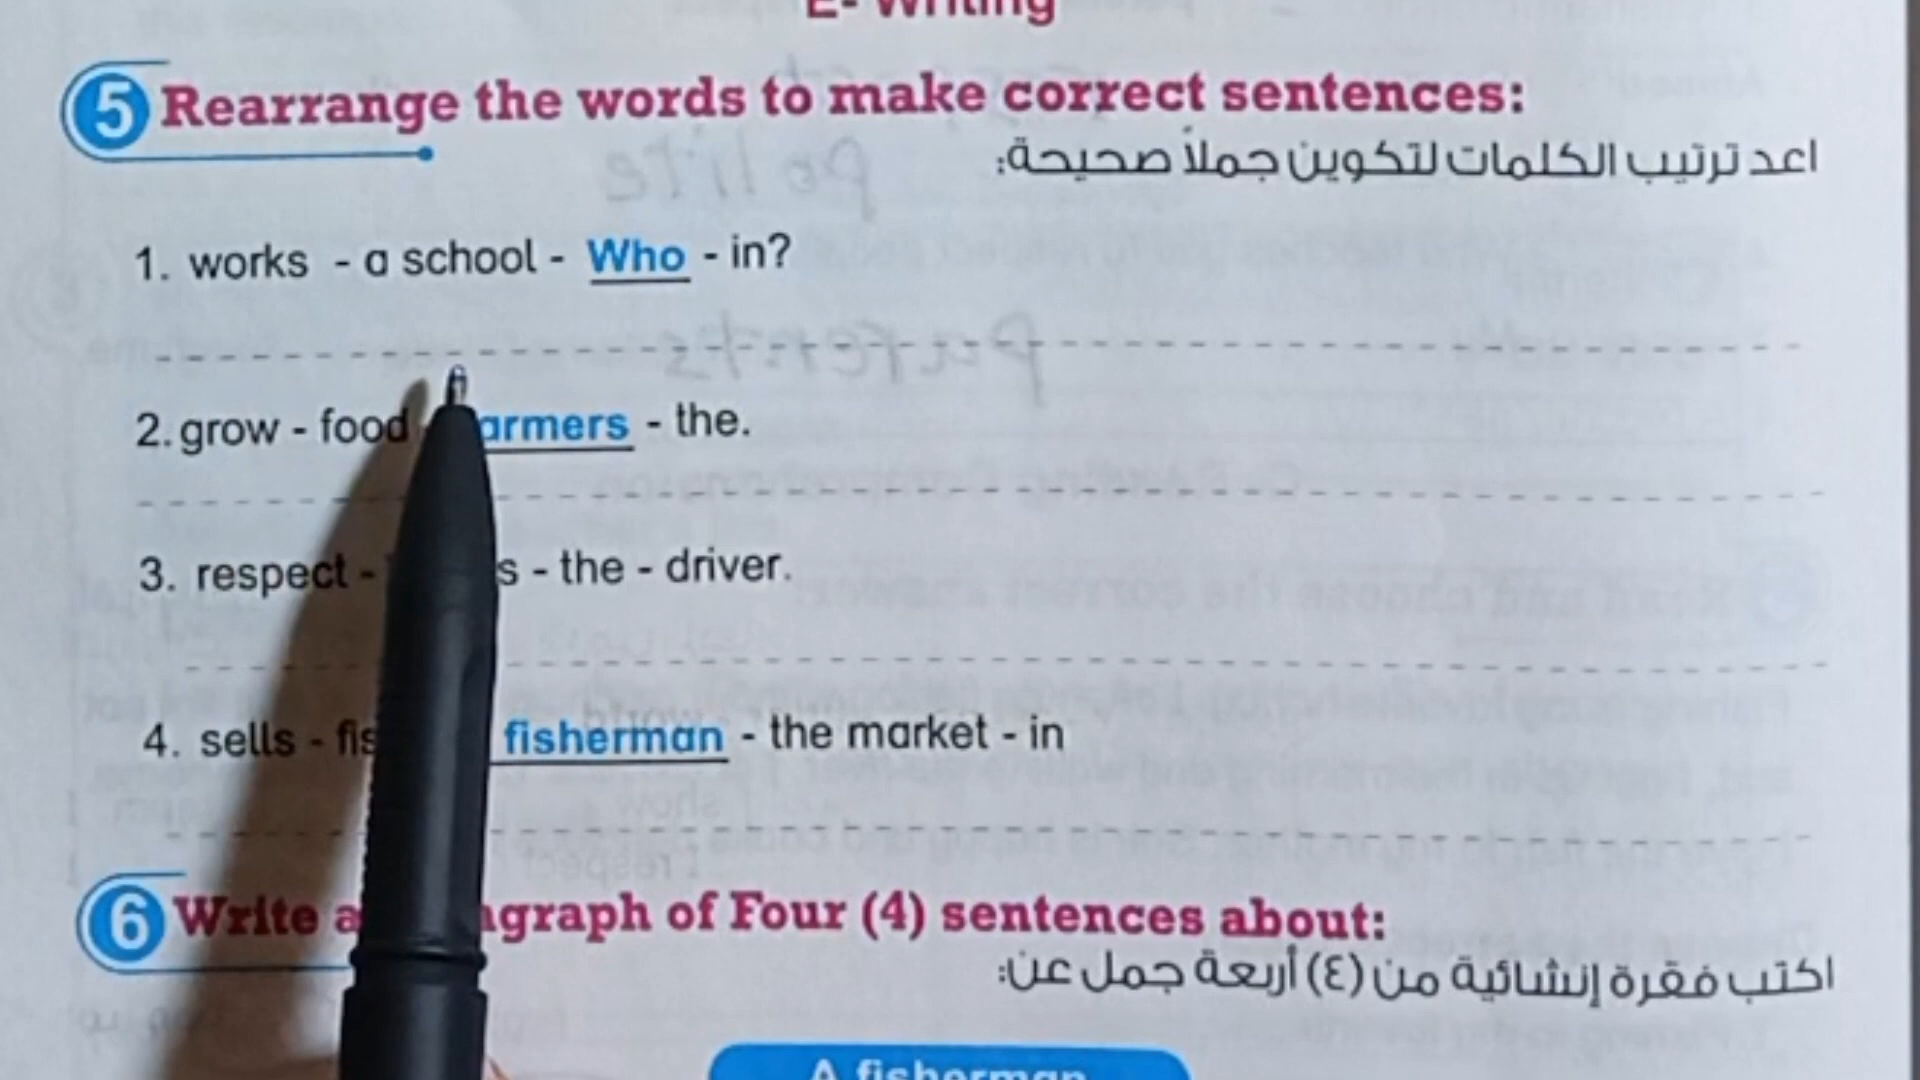 E- Writing
5 Rearrange the words to make correct sentences:
اعد ترتيب الكلمات لتكوين جملاً صحيحة:
1. works - a school - Who - in?
2. grow - food armers - the.
3. respect - s - the - driver.
4. sells - fis fisherman - the market - in
6 Write a graph of Four (4) sentences about:
اكتب فقرة إنشائية من (٤) أربعة جمل عن:
A fisherman